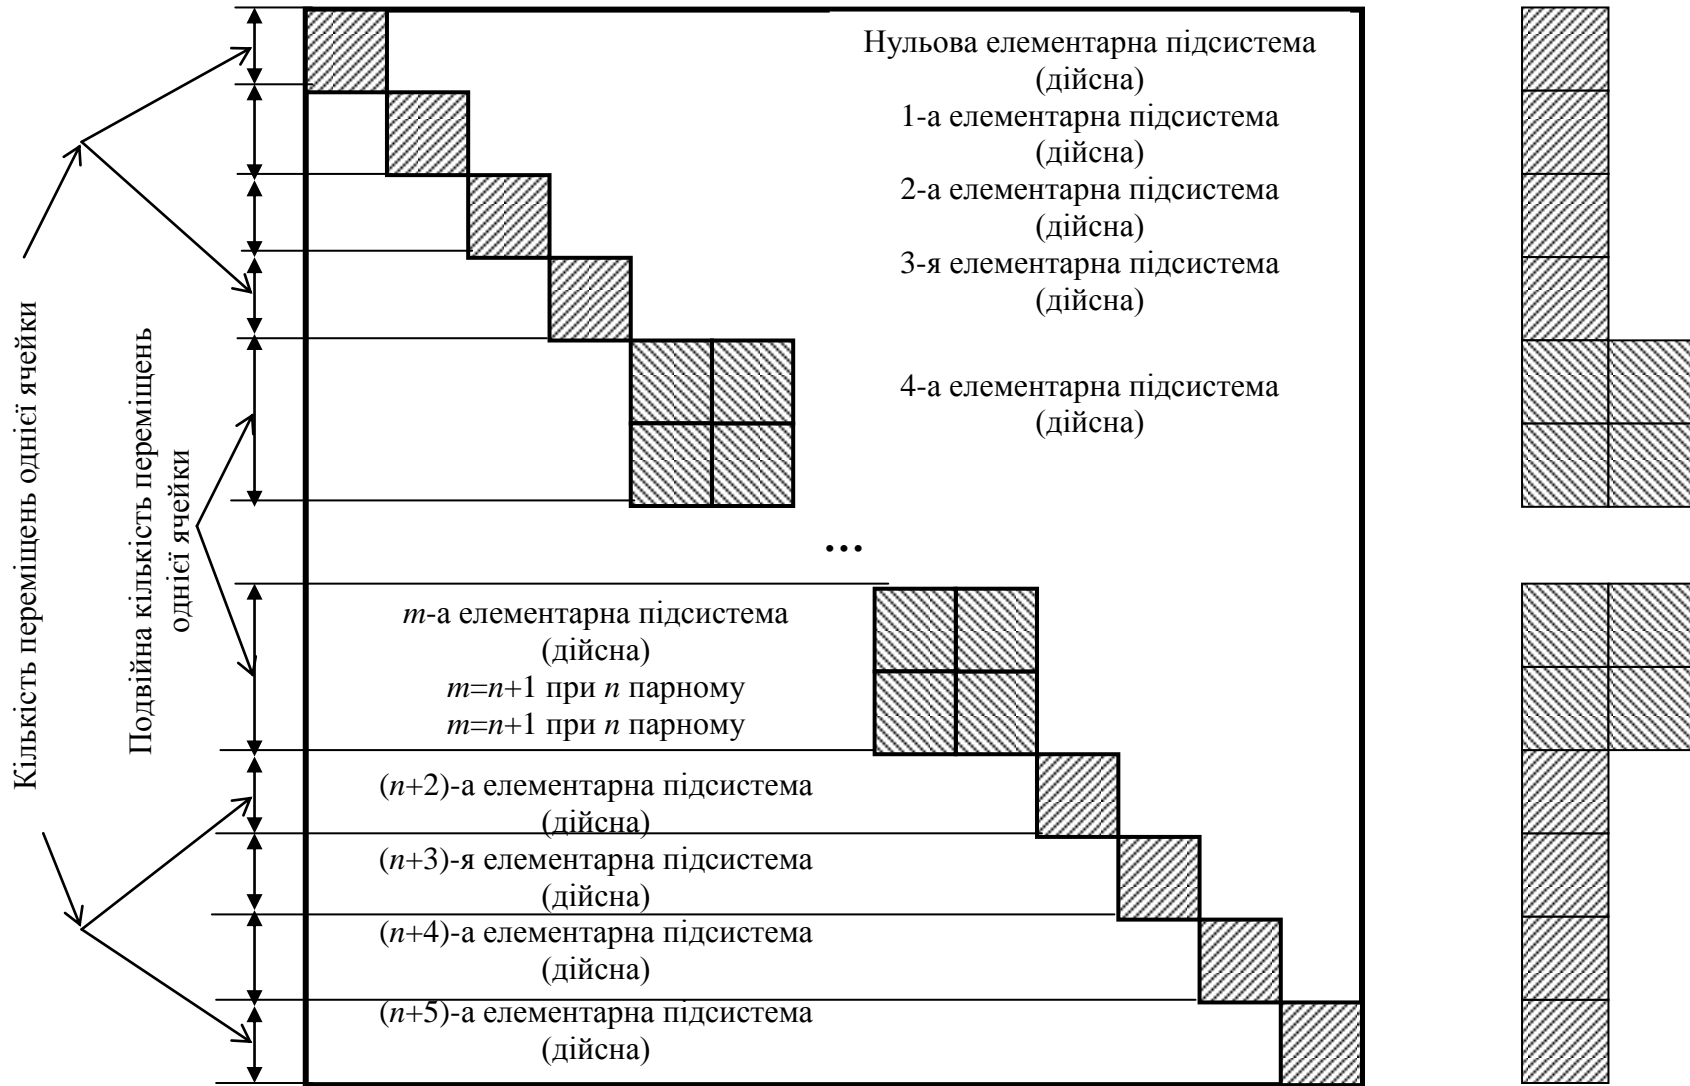 Нульова елементарна підсистема
(дійсна)
1-а елементарна підсистема
(дійсна)
2-а елементарна підсистема
(дійсна)
3-я елементарна підсистема
(дійсна)
4-а елементарна підсистема
(дійсна)
Кількість переміщень однієї ячейки
Подвійна кількість переміщень
однієї ячейки
...
m-а елементарна підсистема
(дійсна)
m=n+1 при n парному
m=n+1 при n парному
(n+2)-а елементарна підсистема
(дійсна)
(n+3)-я елементарна підсистема
(дійсна)
(n+4)-а елементарна підсистема
(дійсна)
(n+5)-а елементарна підсистема
(дійсна)